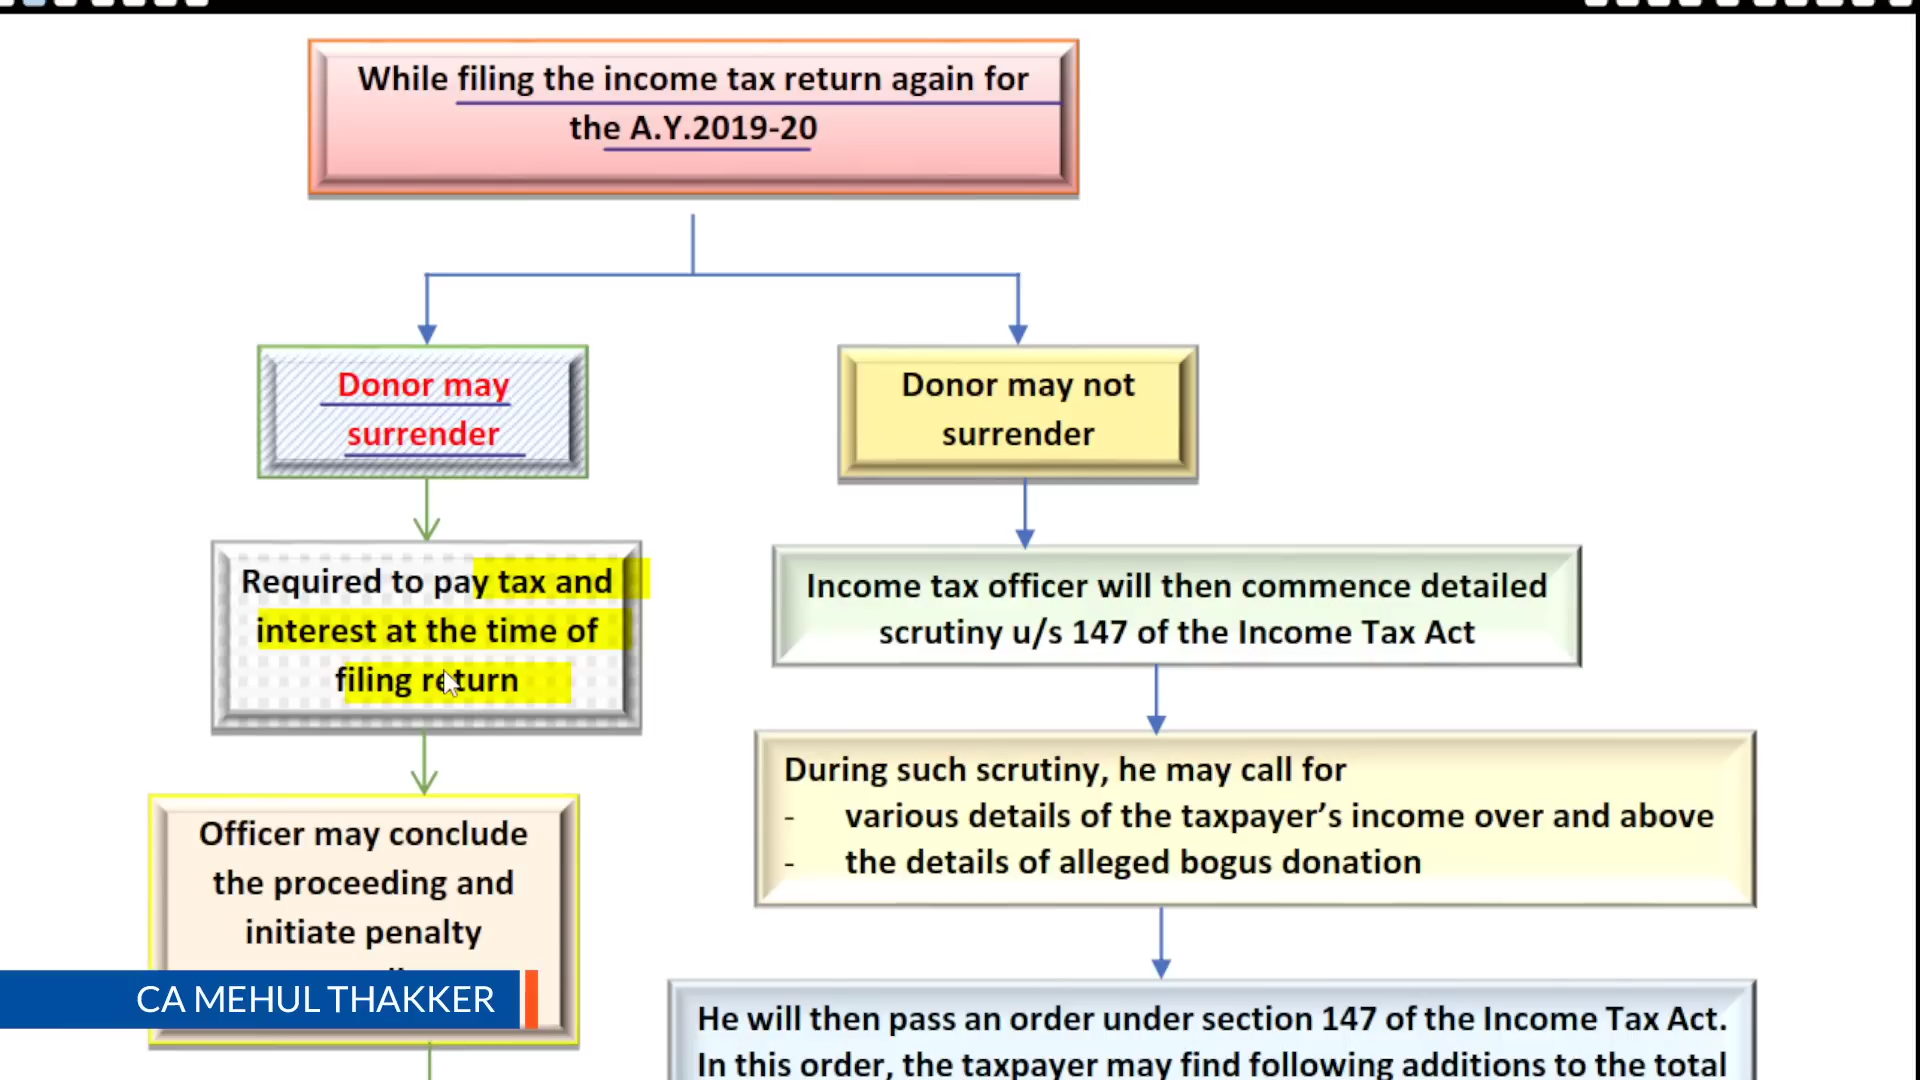 While filing the income tax return again for
the A.Y.2019-20
Donor may
surrender
Donor may not
surrender
Required to pay tax and
interest at the time of
filing return
Income tax officer will then commence detailed
scrutiny u/s 147 of the Income Tax Act
During such scrutiny, he may call for
- various details of the taxpayer’s income over and above
- the details of alleged bogus donation
Officer may conclude
the proceeding and
initiate penalty
CA MEHUL THAKKER
He will then pass an order under section 147 of the Income Tax Act.
In this order, the taxpayer may find following additions to the total